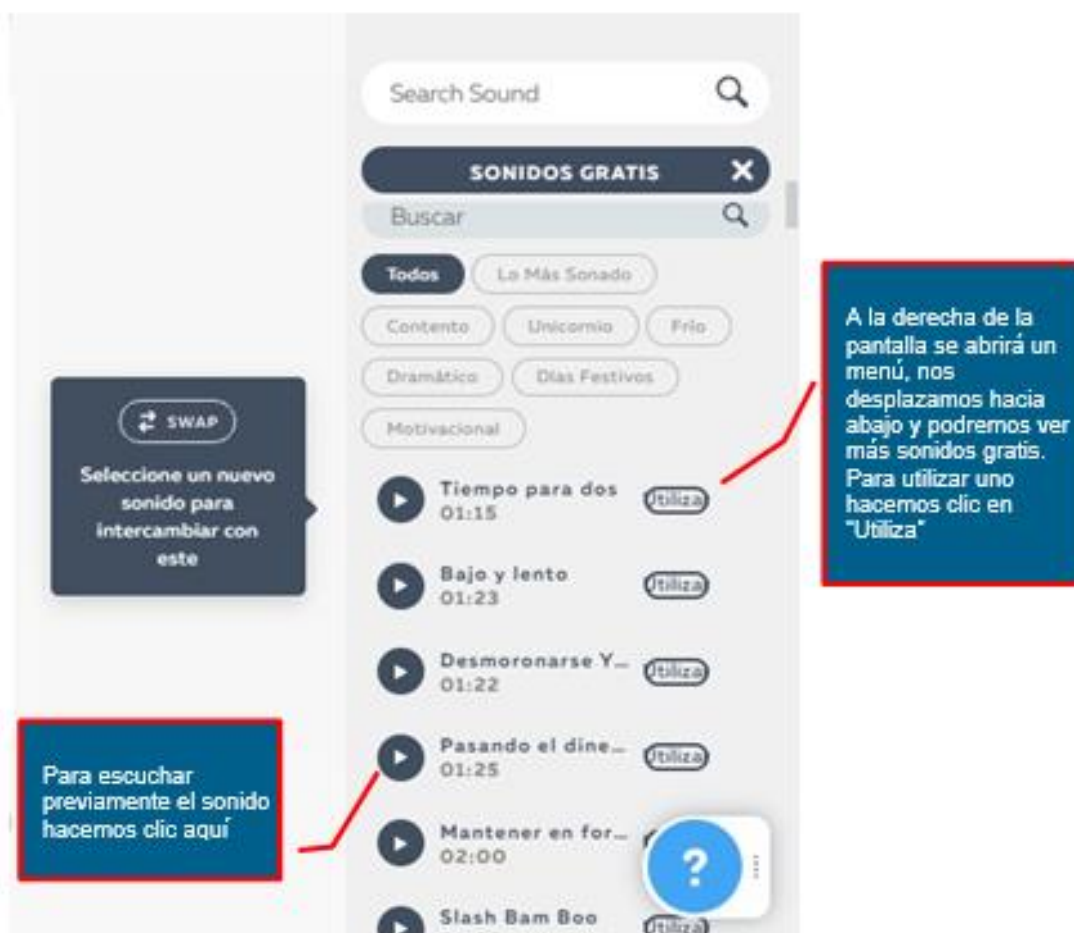 Search Sound
SONIDOS GRATIS X
Buscar
Todos Lo Más Sonado
Contento Unicornio Frío
Dramático Días Festivos
Motivacional
SWAP
Seleccione un nuevo
sonido para
intercambiar con
este
Tiempo para dos
01:15
Utiliza
Bajo y lento
01:23
Utiliza
Desmoronarse Y...
01:22
Utiliza
Pasando el dine...
01:25
Utiliza
Mantener en for...
02:00
?
Slash Bam Boo
Utiliza
A la derecha de la
pantalla se abrirá un
menú, nos
desplazamos hacia
abajo y podremos ver
más sonidos gratis.
Para utilizar uno
hacemos clic en
"Utiliza"
Para escuchar
previamente el sonido
hacemos clic aquí